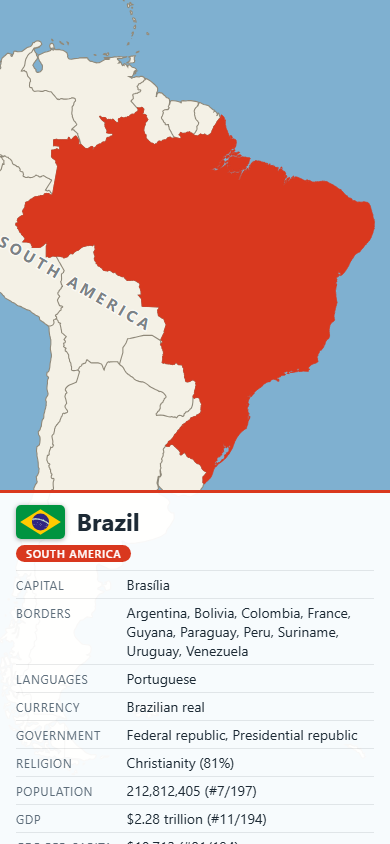 SOUTH AMERICA
Brazil
SOUTH AMERICA
CAPITAL Brasília
BORDERS Argentina, Bolivia, Colombia, France,
Guyana, Paraguay, Peru, Suriname,
Uruguay, Venezuela
LANGUAGES Portuguese
CURRENCY Brazilian real
GOVERNMENT Federal republic, Presidential republic
RELIGION Christianity (81%)
POPULATION 212,812,405 (#7/197)
GDP $2.28 trillion (#11/194)